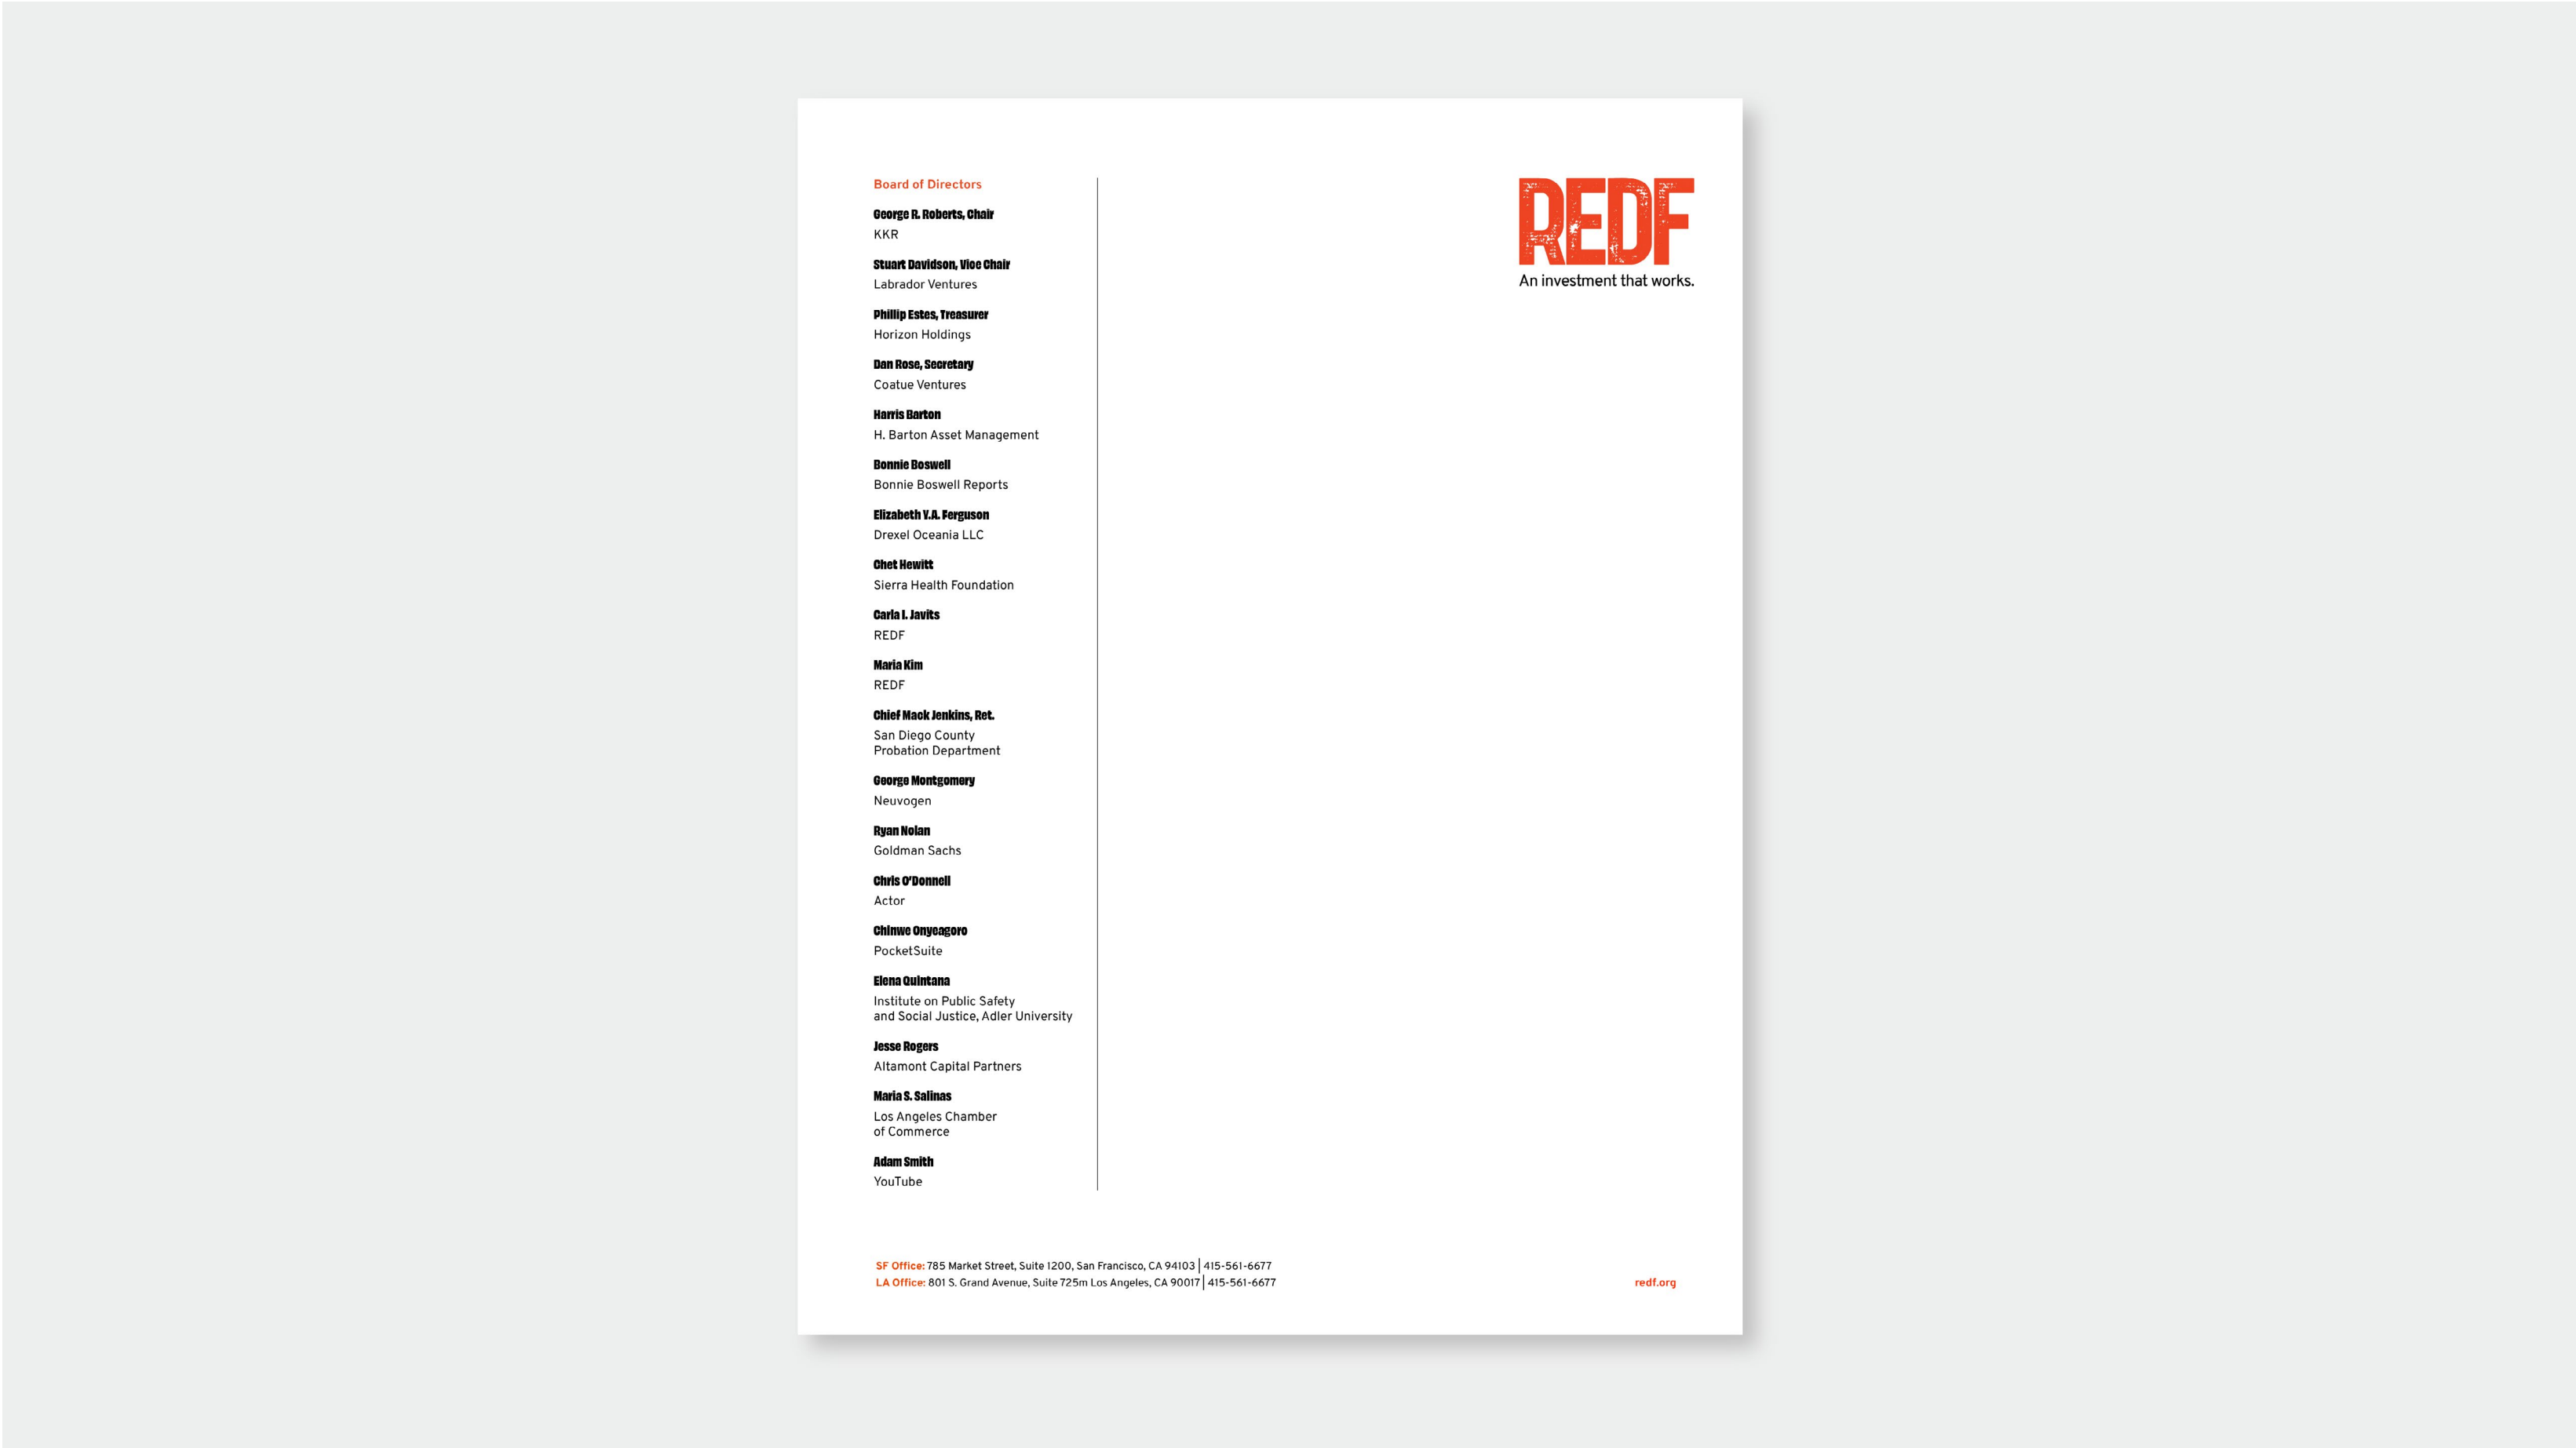 Board of Directors
George R. Roberts, Chair
KKR
Stuart Davidson, Vice Chair
Labrador Ventures
Phillip Estes, Treasurer
Horizon Holdings
Dan Rose, Secretary
Coatue Ventures
Harris Barton
H. Barton Asset Management
Bonnie Boswell
Bonnie Boswell Reports
Elizabeth V.A. Ferguson
Drexel Oceania LLC
Chet Hewitt
Sierra Health Foundation
Carla I. Javits
REDF
Maria Kim
REDF
Chief Mack Jenkins, Ret.
San Diego County
Probation Department
George Montgomery
Neuvogen
Ryan Nolan
Goldman Sachs
Chris O'Donnell
Actor
Chinwe Onyeagoro
PocketSuite
Elena Quintana
Institute on Public Safety
and Social Justice, Adler University
Jesse Rogers
Altamont Capital Partners
Maria S. Salinas
Los Angeles Chamber
of Commerce
Adam Smith
YouTube
REDF
An investment that works.
SF Office: 785 Market Street, Suite 1200, San Francisco, CA 94103 | 415-561-6677
LA Office: 801 S. Grand Avenue, Suite 725m Los Angeles, CA 90017 | 415-561-6677
redf.org